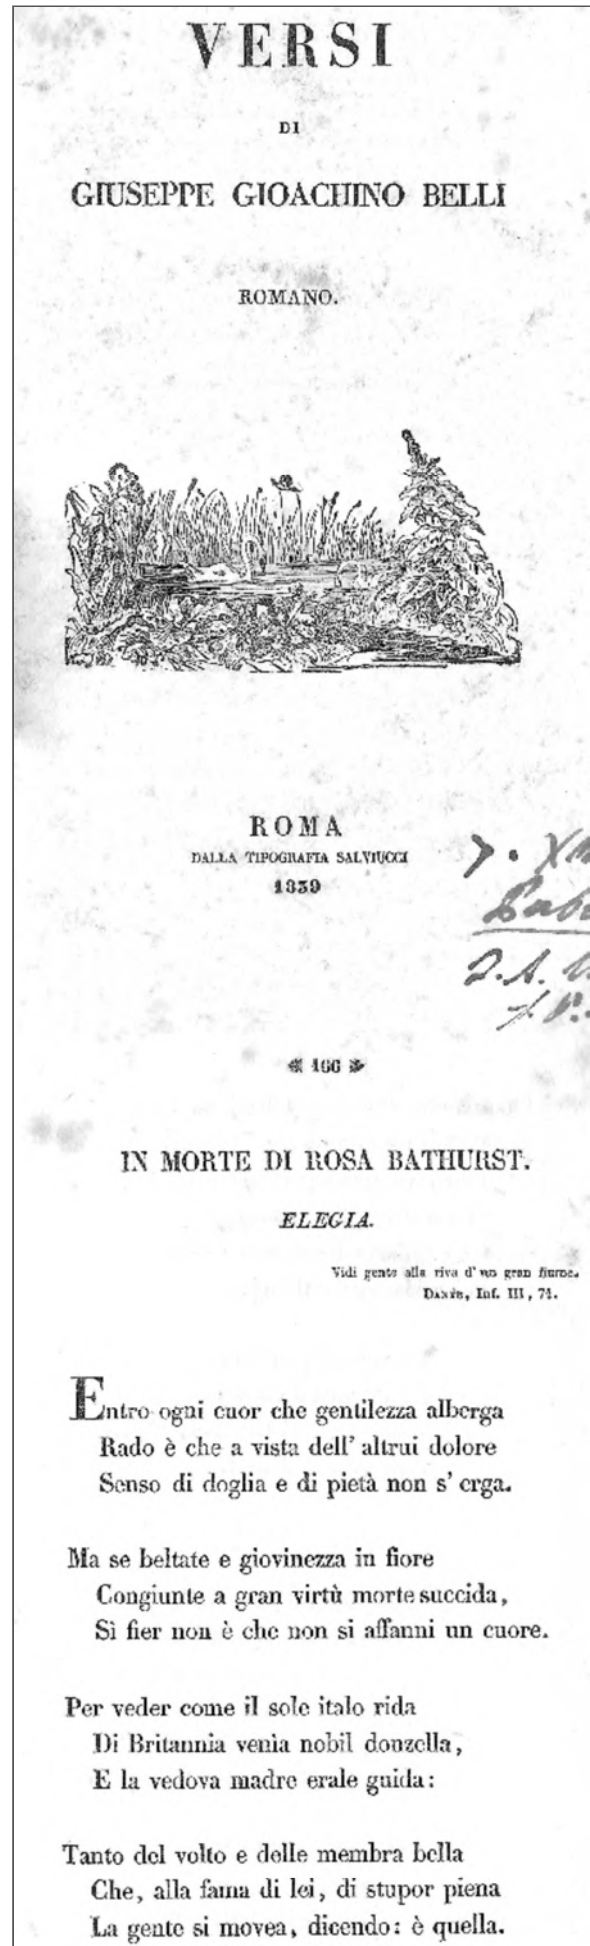 VERSI
DI
GIUSEPPE GIOACHINO BELLI
ROMANO.
ROMA
DALLA TIPOGRAFIA SALVIUCCI
1839
166
IN MORTE DI ROSA BATHURST.
ELEGIA.
Vidi gente alla riva d' un gran fiume.
DANTE, Inf. III, 71.
Entro ogni cuor che gentilezza alberga
Rado è che a vista dell' altrui dolore
Senso di doglia e di pietà non s' erga.
Ma se beltate e giovinezza in fiore
Congiunte a gran virtù morte succida,
Sì fier non è che non si affanni un cuore.
Per veder come il sole italo rida
Di Britannia venia nobil donzella,
E la vedova madre erale guida:
Tanto del volto e delle membra bella
Che, alla fama di lei, di stupor piena
La gente si movea, dicendo: è quella.